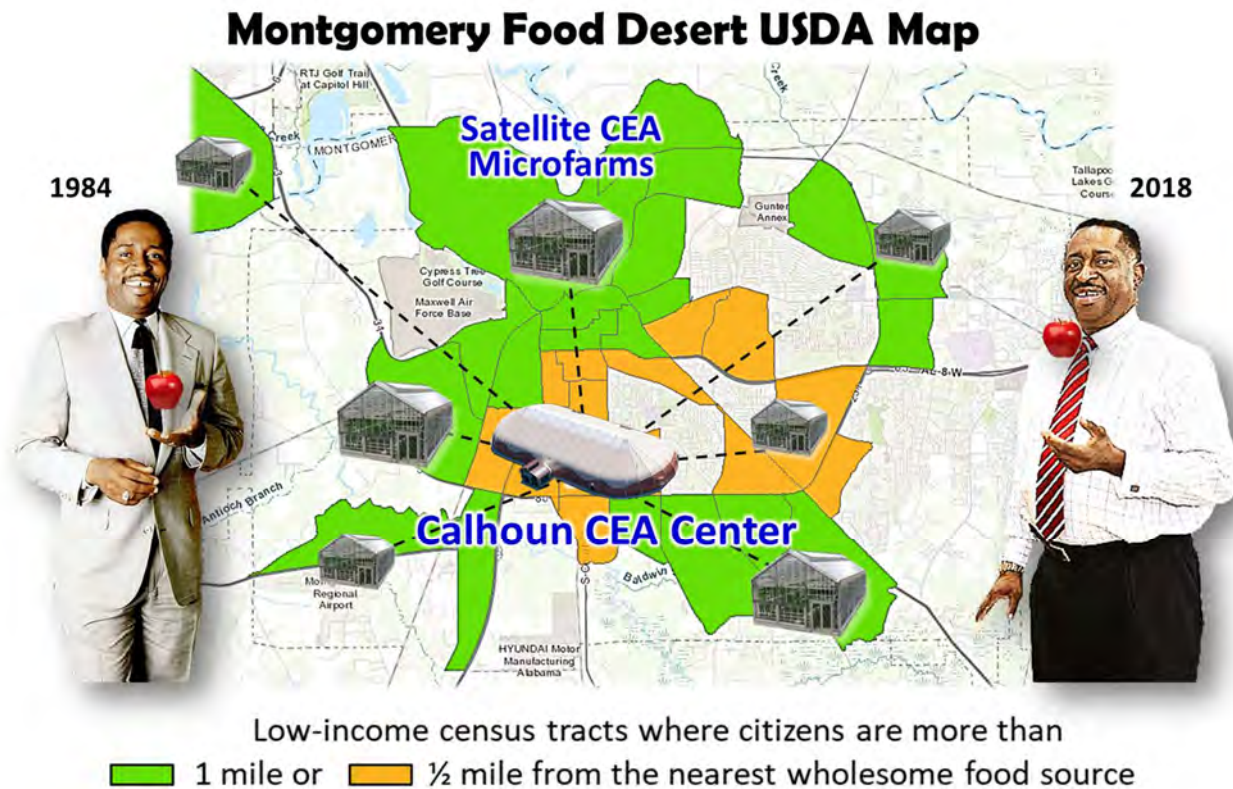 Montgomery Food Desert USDA Map
RTJ Golf Trail
at Capitol Hill
Creek
Creek
MONTGOMER
Satellite CEA
Microfarms
1984
2018
Tallapoo
Lakes G
Course
Gunter
Annex
Cypress Tree
Golf Course
Maxwell Air
Force Base
AL-8-W
Antioch Branch
Calhoun CEA Center
Regional
Airport
Baldwin
HYUNDAI Motor
Manufacturing
Alabama
Low-income census tracts where citizens are more than
1 mile or ½ mile from the nearest wholesome food source